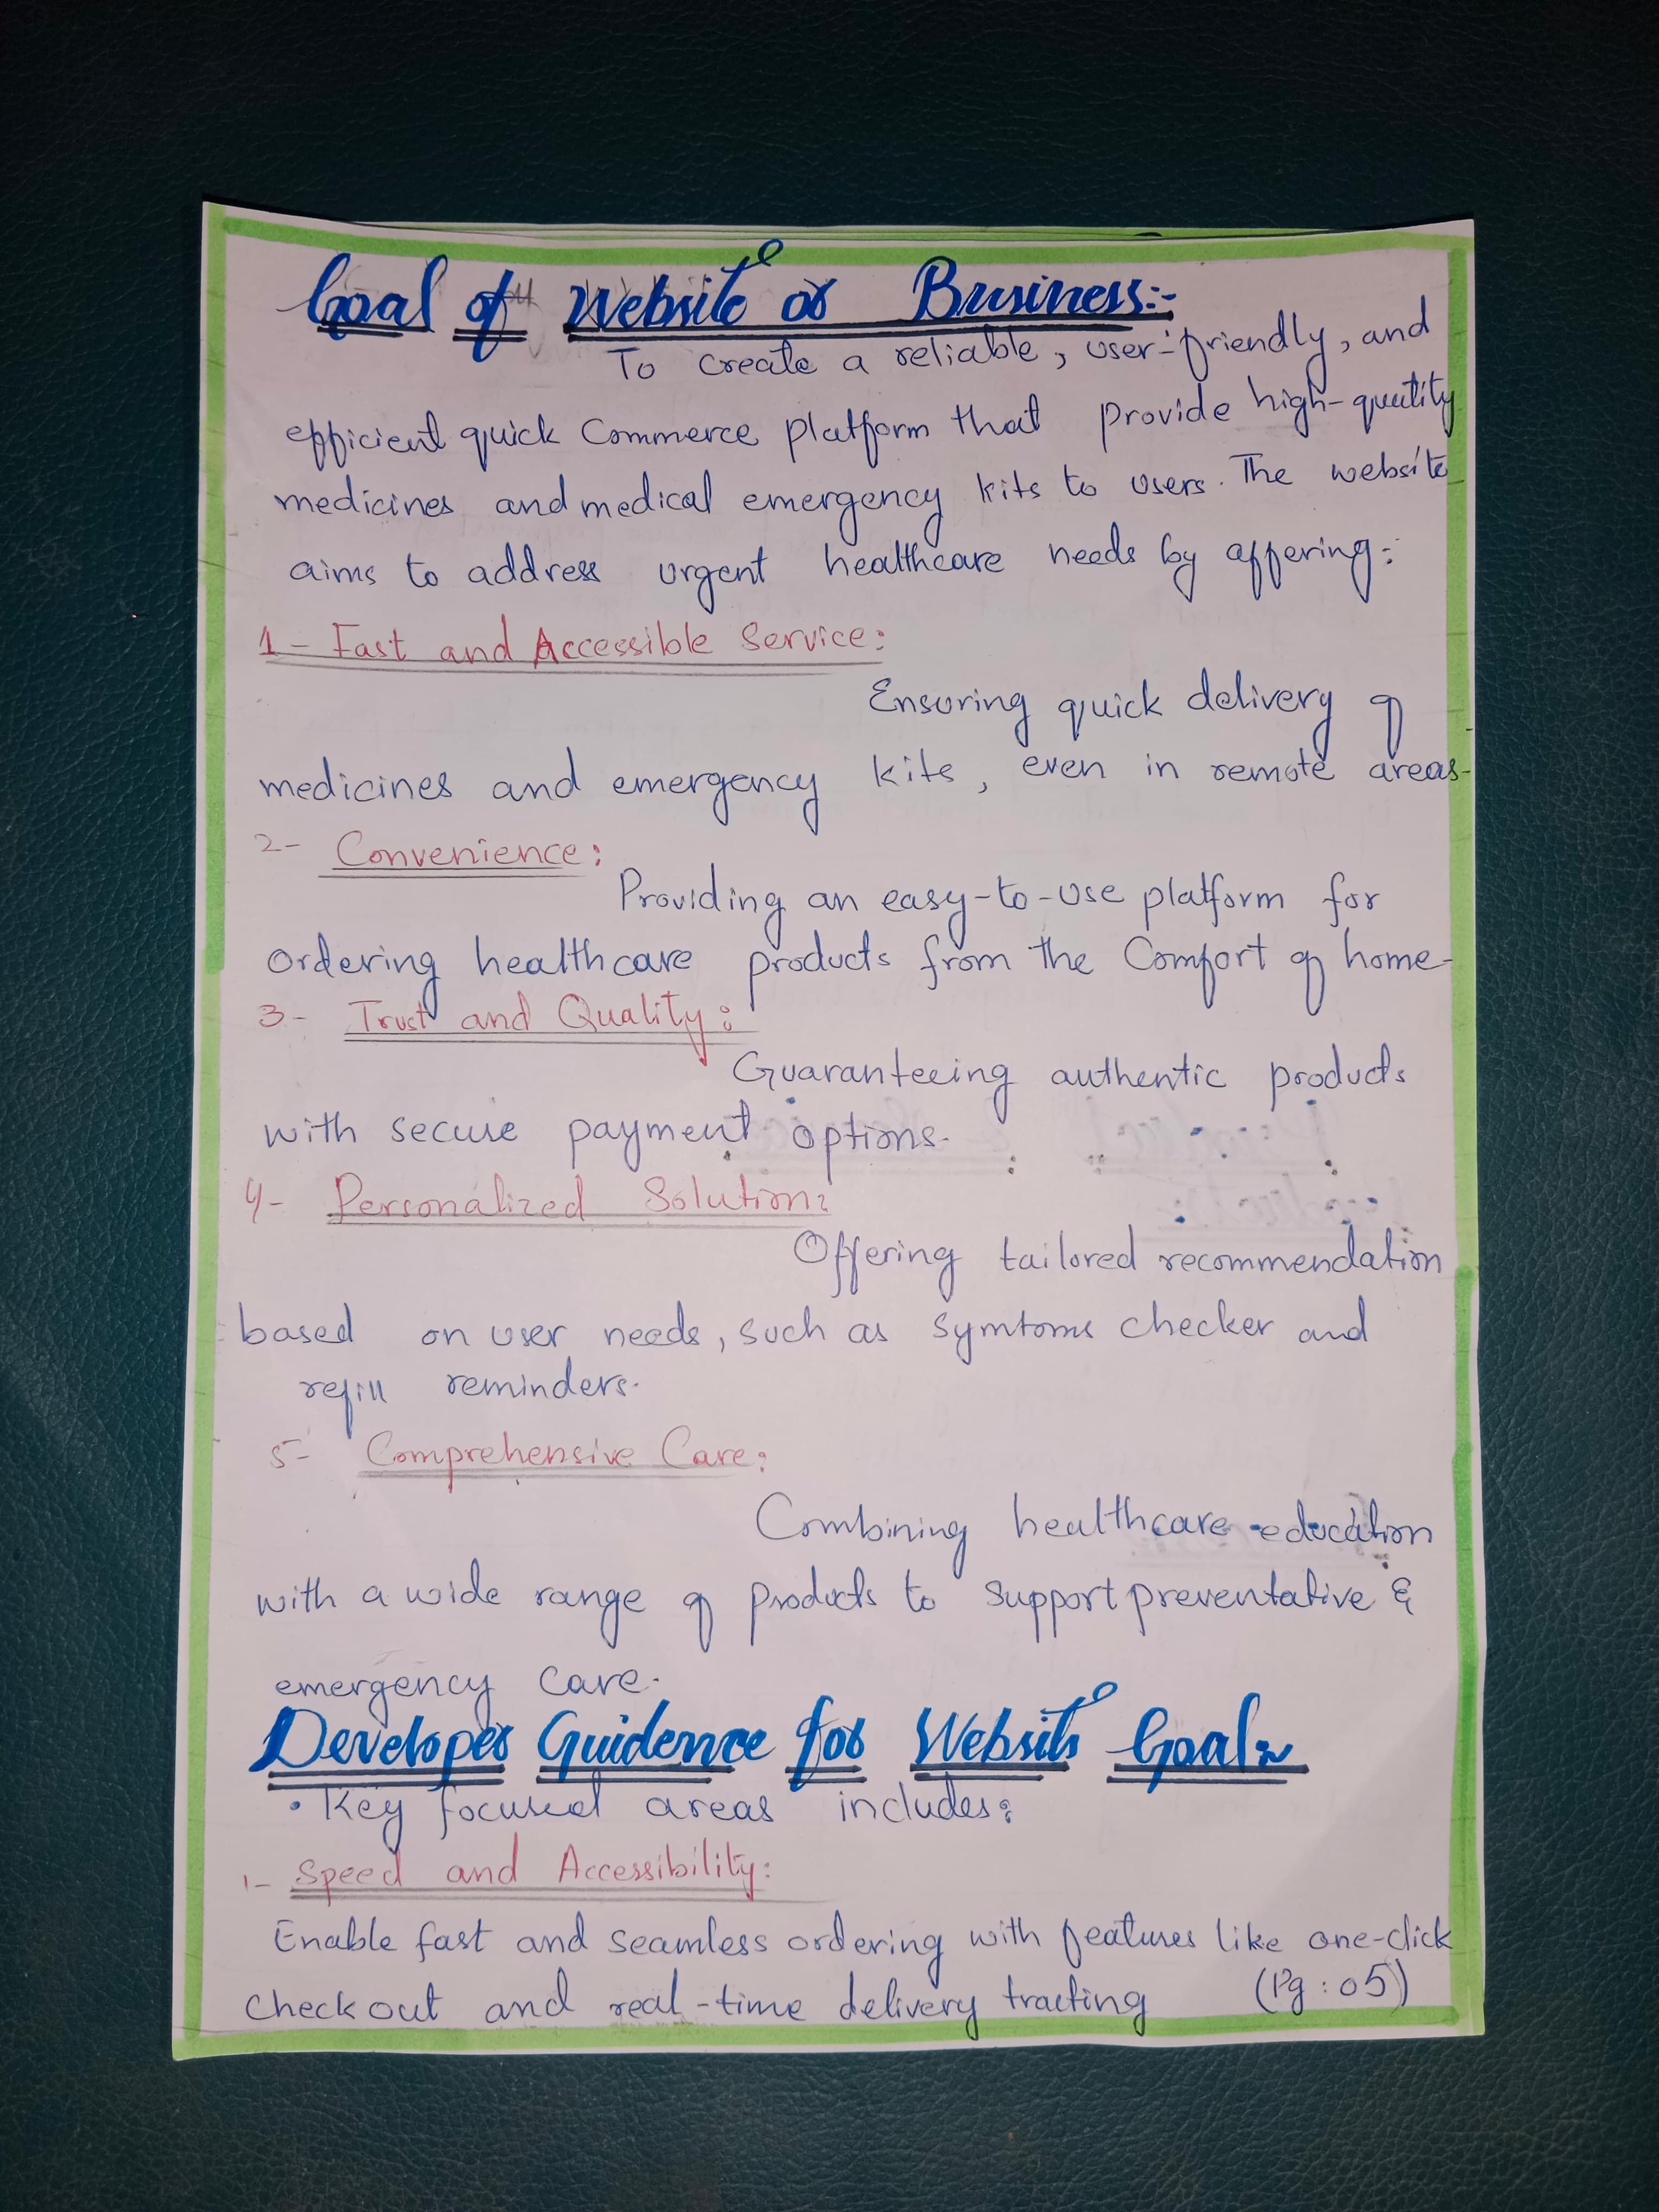 Goal of Website or Business:-
To create a reliable, user-friendly, and
efficient quick Commerce platform that provide high-quality
medicines and medical emergency kits to users. The website
aims to address urgent healthcare needs by affering:
1- Fast and Accessible Service:
Ensuring quick delivery of
medicines and emergency kits, even in remote areas-
2- Convenience:
Providing an easy-to-use platform for
ordering healthcare products from the Comfort of home-
3- Trust and Quality:
Guaranteeing authentic products
with secure payment options.
4- Personalized Solution:
Offering tailored recommendation
based on user needs, such as symtoms checker and
refill reminders.
5- Comprehensive Care:
Combining healthcare education
with a wide range of products to support preventative &
emergency care.
Developer Guidence for Website Goal:~
• Key focused areas includes:
1- Speed and Accessibility:
Enable fast and seamless ordering with features like one-click
checkout and real-time delivery tracting (Pg : 05)